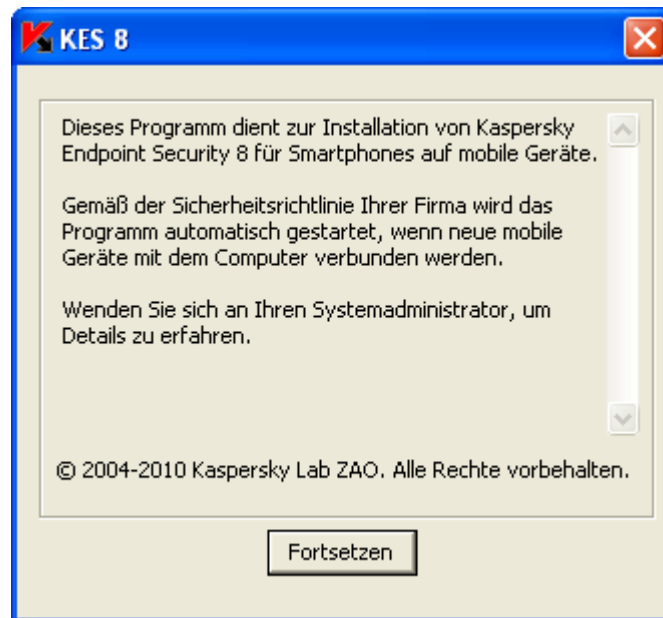 KES 8
Dieses Programm dient zur Installation von Kaspersky
Endpoint Security 8 für Smartphones auf mobile Geräte.
Gemäß der Sicherheitsrichtlinie Ihrer Firma wird das
Programm automatisch gestartet, wenn neue mobile
Geräte mit dem Computer verbunden werden.
Wenden Sie sich an Ihren Systemadministrator, um
Details zu erfahren.
© 2004-2010 Kaspersky Lab ZAO. Alle Rechte vorbehalten.
Fortsetzen